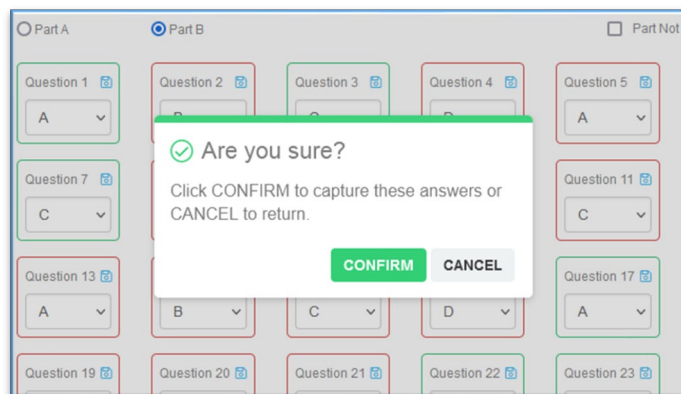 Part A Part B Part Not
Question 1 Question 2 Question 3 Question 4 Question 5
A A
Are you sure?
Question 7 Question 11
Click CONFIRM to capture these answers or
CANCEL to return.
C C
CONFIRM CANCEL
Question 13 Question 17
A B C D A
Question 19 Question 20 Question 21 Question 22 Question 23